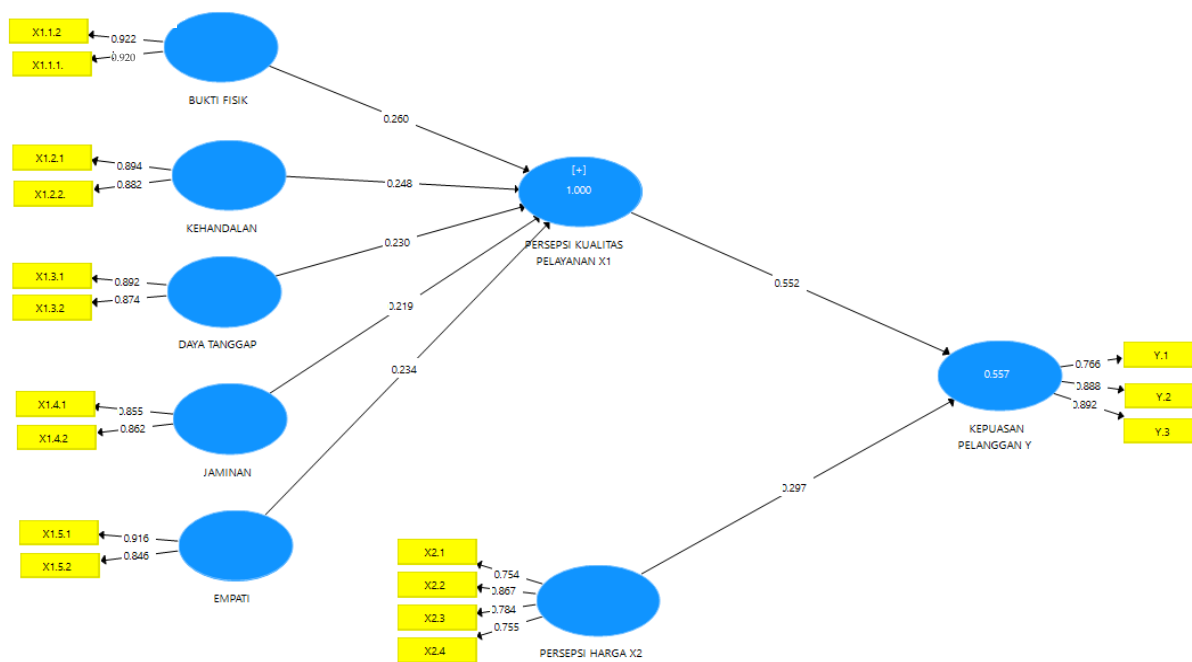 X1.1.2
0.922
X1.1.1.
0.920
BUKTI FISIK
0.260
X1.2.1
0.894
X1.2.2.
0.882
KEHANDALAN
0.248
[+]
1.000
PERSEPSI KUALITAS
PELAYANAN X1
X1.3.1
0.892
X1.3.2
0.874
DAYA TANGGAP
0.230
0.552
X1.4.1
0.855
X1.4.2
0.862
JAMINAN
0.219
X1.5.1
0.916
X1.5.2
0.846
EMPATI
0.234
0.557
KEPUASAN
PELANGGAN Y
0.766
Y.1
0.888
Y.2
0.892
Y.3
0.297
X2.1
0.754
X2.2
0.867
X2.3
0.784
X2.4
0.755
PERSEPSI HARGA X2